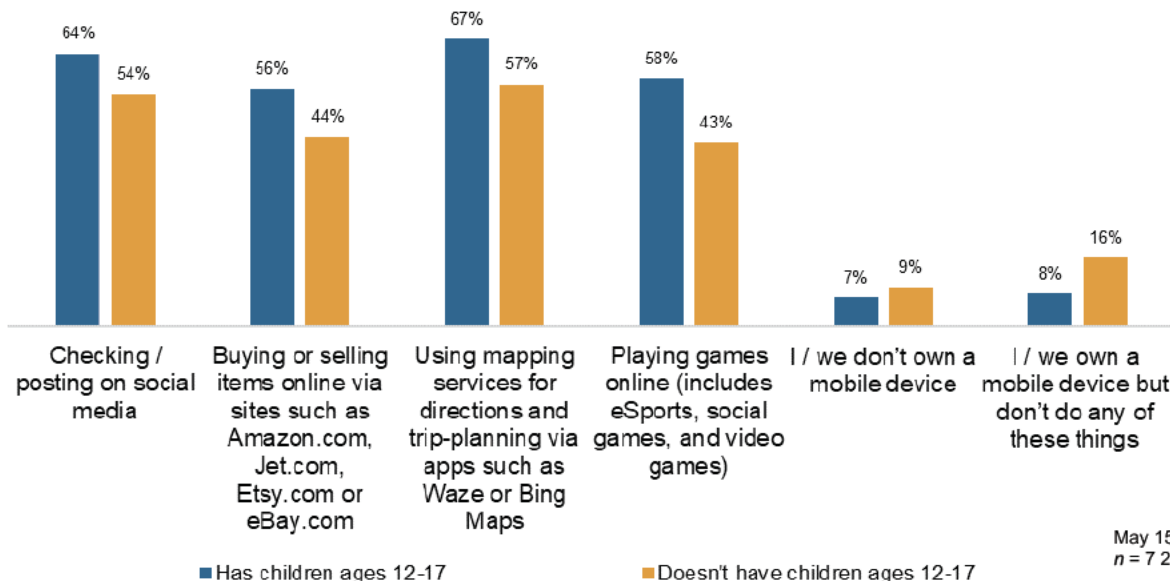 64%
54%
56%
44%
67%
57%
58%
43%
7%
9%
8%
16%
Checking /
posting on social
media
Buying or selling
items online via
sites such as
Amazon.com,
Jet.com,
Etsy.com or
eBay.com
Using mapping
services for
directions and
trip-planning via
apps such as
Waze or Bing
Maps
Playing games
online (includes
eSports, social
games, and video
games)
I / we don't own a
mobile device
I / we own a
mobile device but
don't do any of
these things
Has children ages 12-17
Doesn't have children ages 12-17
May 15
n = 7 2